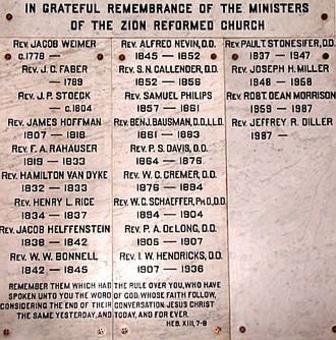 IN GRATEFUL REMEMBRANCE OF THE MINISTERS
OF THE ZION REFORMED CHURCH
REV. JACOB WEIMER
c.1778 —
REV. J. C. FABER
— 1789
REV. J. P. STOECK
— c.1804
REV. JAMES HOFFMAN
1807 — 1818
REV. F. A. RAHAUSER
1819 — 1833
REV. HAMILTON VAN DYKE
1832 — 1833
REV. HENRY L. RICE
1834 — 1837
REV. JACOB HELFFENSTEIN
1838 — 1842
REV. W. W. BONNELL
1842 — 1845
REV. ALFRED NEVIN, D.D.
1845 — 1852
REV. S. N. CALLENDER, D.D.
1852 — 1856
REV. SAMUEL PHILIPS
1857 — 1861
REV. BENJ. BAUSMAN, D.D., LL.D.
1861 — 1863
REV. P. S. DAVIS, D.D.
1864 — 1876
REV. W. C. CREMER, D.D.
1876 — 1894
REV. W. C. SCHAEFFER, PH.D., D.D.
1894 — 1904
REV. P. A. DELONG, D.D.
1905 — 1907
REV. I. W. HENDRICKS, D.D.
1907 — 1936
REV. PAUL T. STONESIFER, D.D.
1937 — 1947
REV. JOSEPH H. MILLER
1948 — 1958
REV. ROBT. DEAN MORRISON
1959 — 1987
REV. JEFFREY R. DILLER
1987 —
REMEMBER THEM WHICH HAD THE RULE OVER YOU, WHO HAVE
SPOKEN UNTO YOU THE WORD OF GOD, WHOSE FAITH FOLLOW,
CONSIDERING THE END OF THEIR CONVERSATION. JESUS CHRIST
THE SAME YESTERDAY, AND TODAY, AND FOR EVER.
HEB. XIII, 7-8